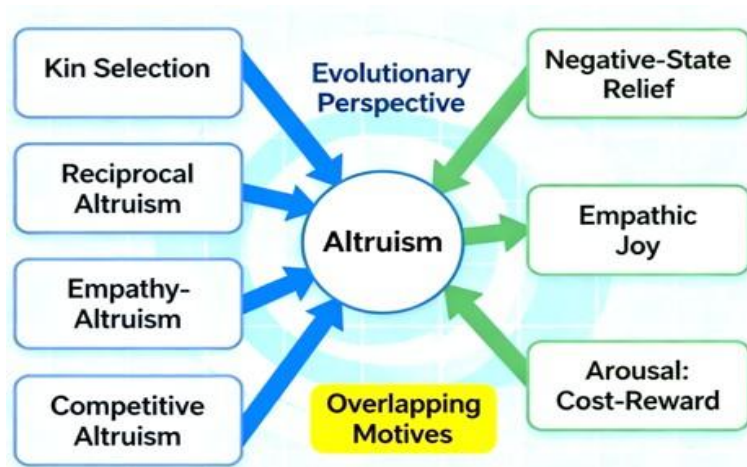 Kin Selection
Reciprocal
Altruism
Empathy-
Altruism
Competitive
Altruism
Evolutionary
Perspective
Altruism
Overlapping
Motives
Negative-State
Relief
Empathic
Joy
Arousal:
Cost-Reward